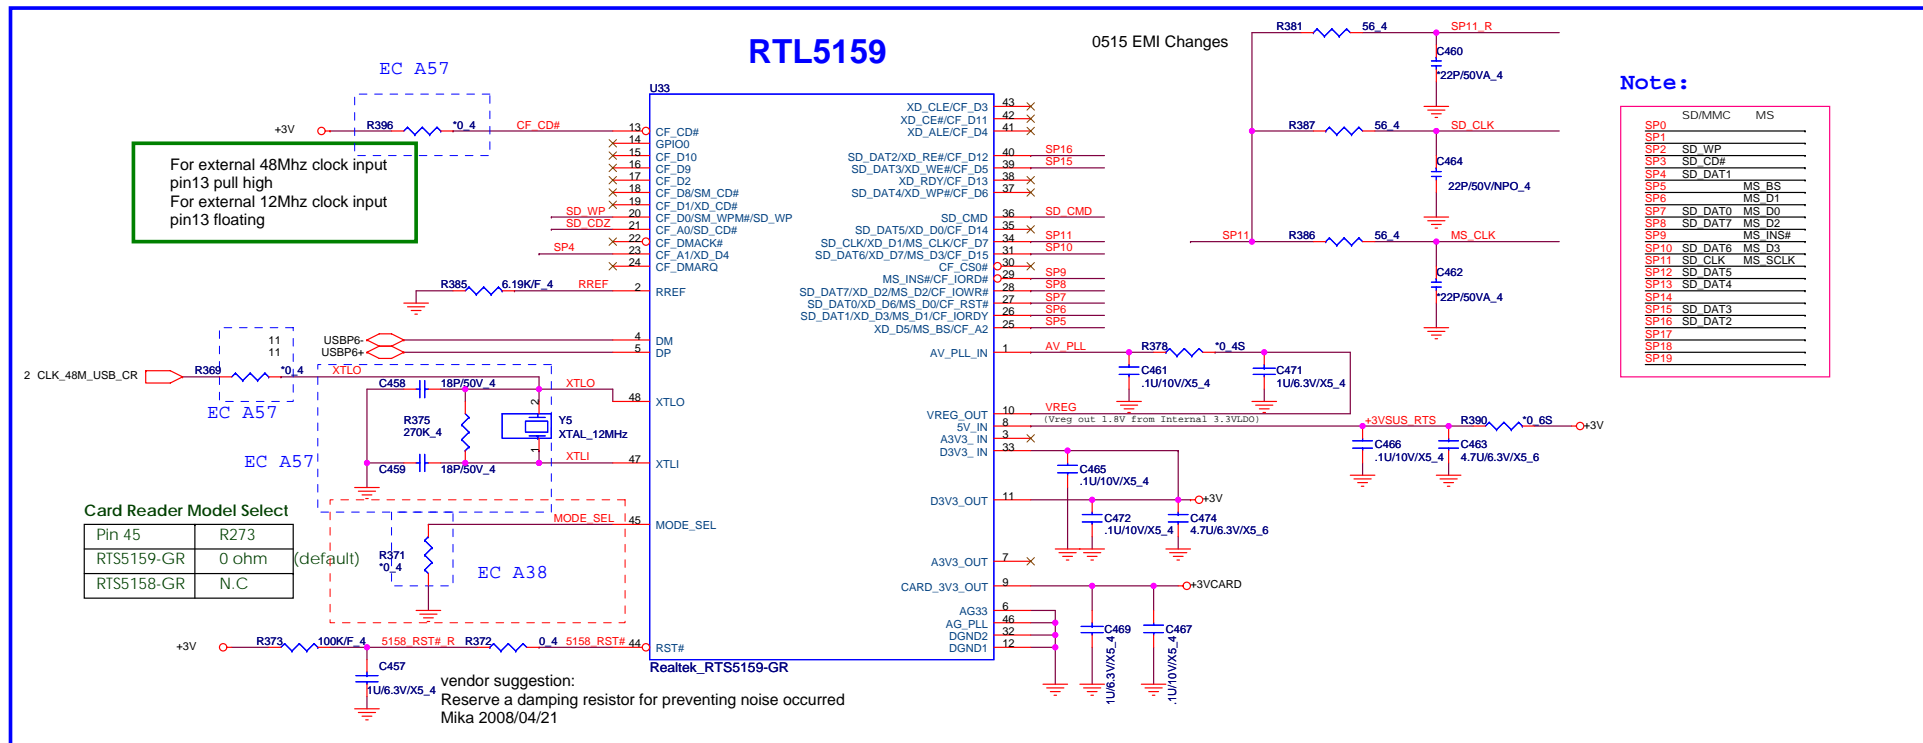 RTL5159
0515 EMI Changes
EC A57
+3V
R396
*0_4
CF_CD#
For external 48Mhz clock input
pin13 pull high
For external 12Mhz clock input
pin13 floating
U33
13 CF_CD#
14 GPIO0
15 CF_D10
16 CF_D9
17 CF_D2
18 CF_D8/SM_CD#
19 CF_D1/XD_CD#
SD_WP 20 CF_D0/SM_WPM#/SD_WP
SD_CDZ 21 CF_A0/SD_CD#
22 CF_DMACK#
SP4 23 CF_A1/XD_D4
24 CF_DMARQ
R385 6.19K/F_4 RREF 2 RREF
11
11
USBP6- 4 DM
USBP6+ 5 DP
2 CLK_48M_USB_CR
R369
*0_4
XTLO
EC A57
C458 18P/50V_4 XTLO 48 XTLO
R375
270K_4
2
Y5
XTAL_12MHz
1
C459 18P/50V_4 XTLI 47 XTLI
EC A57
MODE_SEL 45 MODE_SEL
R371
*0_4
EC A38
Card Reader Model Select
Pin 45 R273
RTS5159-GR 0 ohm (default)
RTS5158-GR N.C
+3V R373 100K/F_4 5158_RST#_R R372 0_4 5158_RST# 44 RST#
C457
1U/6.3V/X5_4
Realtek_RTS5159-GR
vendor suggestion:
Reserve a damping resistor for preventing noise occurred
Mika 2008/04/21
XD_CLE/CF_D3 43
XD_CE#/CF_D11 42
XD_ALE/CF_D4 41
SD_DAT2/XD_RE#/CF_D12 40 SP16
SD_DAT3/XD_WE#/CF_D5 39 SP15
XD_RDY/CF_D13 38
SD_DAT4/XD_WP#/CF_D6 37
SD_CMD 36 SD_CMD
SD_DAT5/XD_D0/CF_D14 35
SD_CLK/XD_D1/MS_CLK/CF_D7 34 SP11
SD_DAT6/XD_D7/MS_D3/CF_D15 31 SP10
CF_CS0# 30
MS_INS#/CF_IORD# 29 SP9
SD_DAT7/XD_D2/MS_D2/CF_IOWR# 28 SP8
SD_DAT0/XD_D6/MS_D0/CF_RST# 27 SP7
SD_DAT1/XD_D3/MS_D1/CF_IORDY 26 SP6
XD_D5/MS_BS/CF_A2 25 SP5
AV_PLL_IN 1 AV_PLL R378 *0_4S
C461
.1U/10V/X5_4
C471
1U/6.3V/X5_4
VREG_OUT 10 VREG
(Vreg out 1.8V from Internal 3.3VLDO)
5V_IN 8 +3VSUS_RTS R390 *0_6S +3V
A3V3_IN 3
D3V3_ IN 33
C466
.1U/10V/X5_4
C463
4.7U/6.3V/X5_6
C465
.1U/10V/X5_4
D3V3_OUT 11 +3V
C472
.1U/10V/X5_4
C474
4.7U/6.3V/X5_6
A3V3_OUT 7
CARD_3V3_OUT 9 +3VCARD
AG33 6
AG_PLL 46
DGND2 32
DGND1 12
C469
1U/6.3V/X5_4
C467
.1U/10V/X5_4
R381 56_4 SP11_R
C460
*22P/50VA_4
R387 56_4 SD_CLK
C464
22P/50V/NPO_4
SP11 R386 56_4 MS_CLK
C462
*22P/50VA_4
Note:
SD/MMC MS
SP0
SP1
SP2 SD_WP
SP3 SD_CD#
SP4 SD_DAT1
SP5 MS_BS
SP6 MS_D1
SP7 SD_DAT0 MS_D0
SP8 SD_DAT7 MS_D2
SP9 MS_INS#
SP10 SD_DAT6 MS_D3
SP11 SD_CLK MS_SCLK
SP12 SD_DAT5
SP13 SD_DAT4
SP14
SP15 SD_DAT3
SP16 SD_DAT2
SP17
SP18
SP19